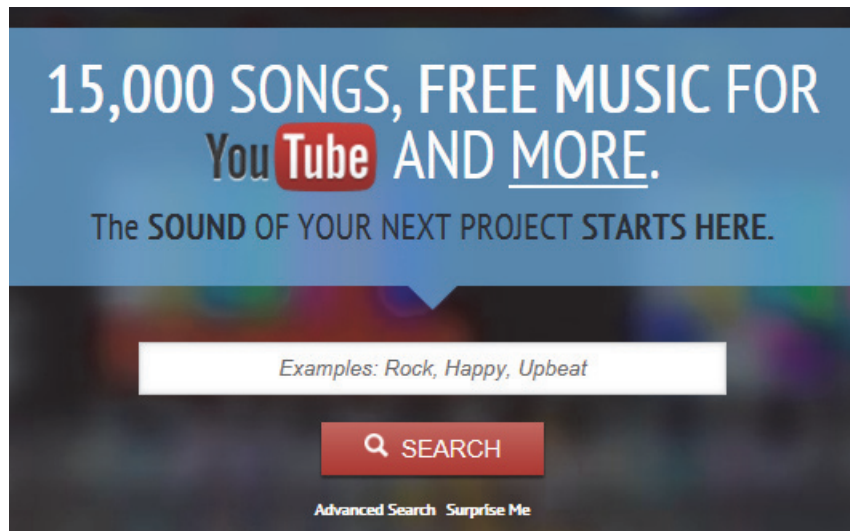 15,000 SONGS, FREE MUSIC FOR
YouTube AND MORE.
The SOUND OF YOUR NEXT PROJECT STARTS HERE.
Examples: Rock, Happy, Upbeat
SEARCH
Advanced Search Surprise Me